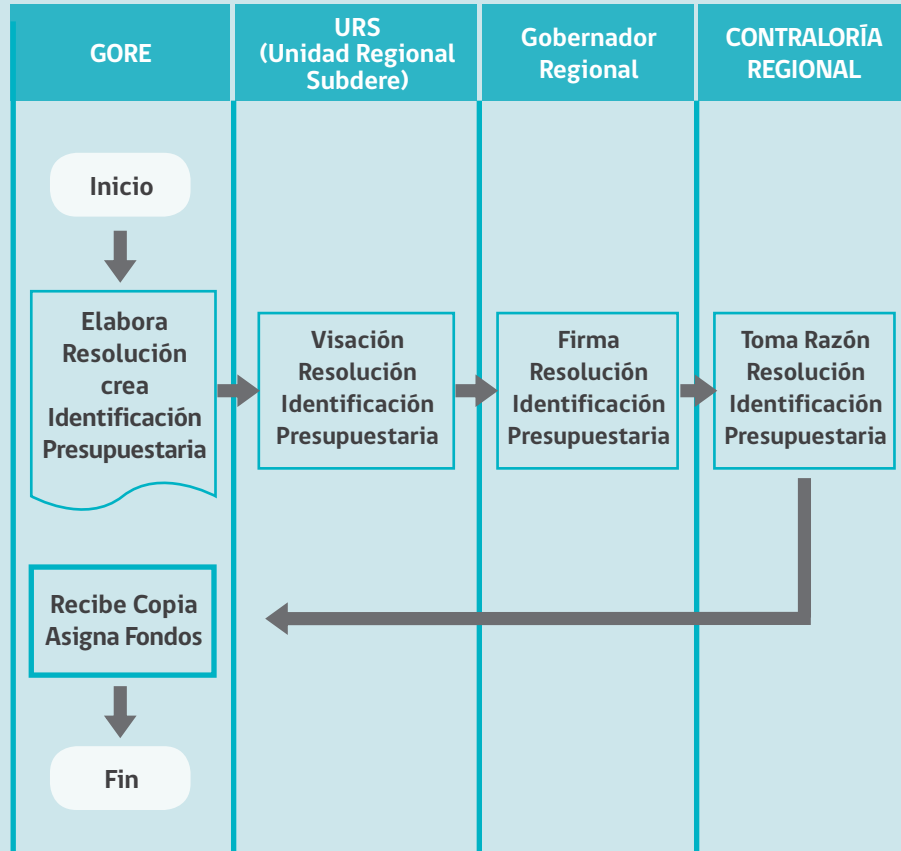 GORE
URS
(Unidad Regional
Subdere)
Gobernador
Regional
CONTRALORÍA
REGIONAL
Inicio
Elabora
Resolución
crea
Identificación
Presupuestaria
Visación
Resolución
Identificación
Presupuestaria
Firma
Resolución
Identificación
Presupuestaria
Toma Razón
Resolución
Identificación
Presupuestaria
Recibe Copia
Asigna Fondos
Fin